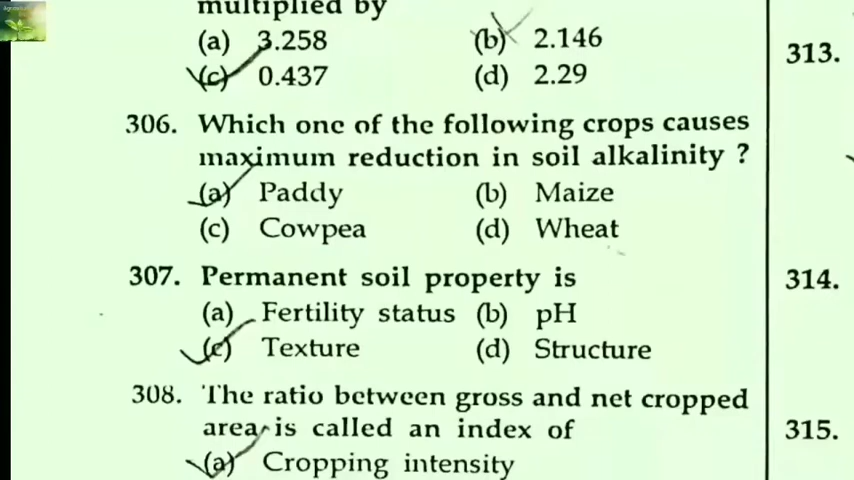 multiplied by
(a) 3.258 (b) 2.146
(c) 0.437 (d) 2.29
313.
306. Which one of the following crops causes
maximum reduction in soil alkalinity ?
(a) Paddy (b) Maize
(c) Cowpea (d) Wheat
307. Permanent soil property is
314.
(a) Fertility status (b) pH
(c) Texture (d) Structure
308. The ratio between gross and net cropped
area is called an index of
315.
(a) Cropping intensity